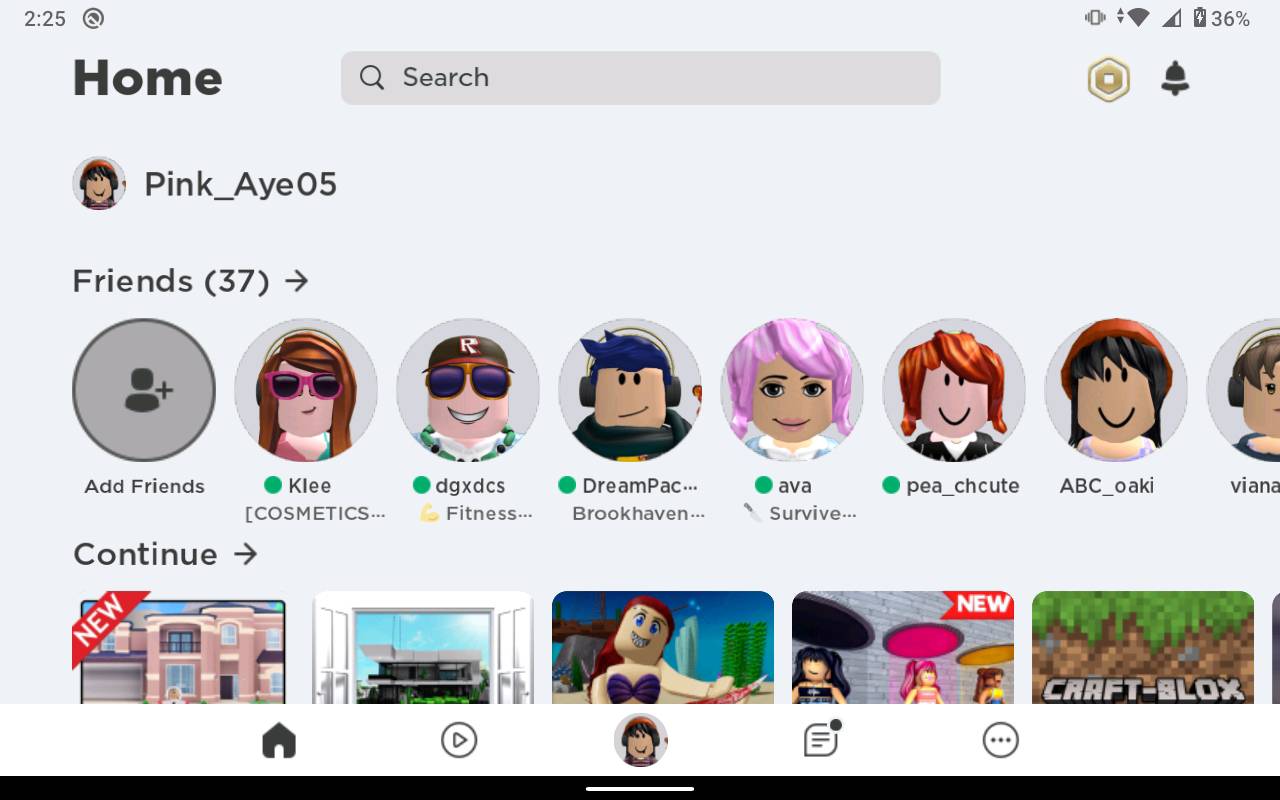 2:25
36%
Home
Search
Pink_Aye05
Friends (37) →
R
Add Friends
Klee
dgxdcs
DreamPac...
ava
pea_chcute
ABC_oaki
viana
[COSMETICS...
💪 Fitness...
Brookhaven...
🔪 Survive...
Continue →
NEW
NEW
CRAFT-BLOX